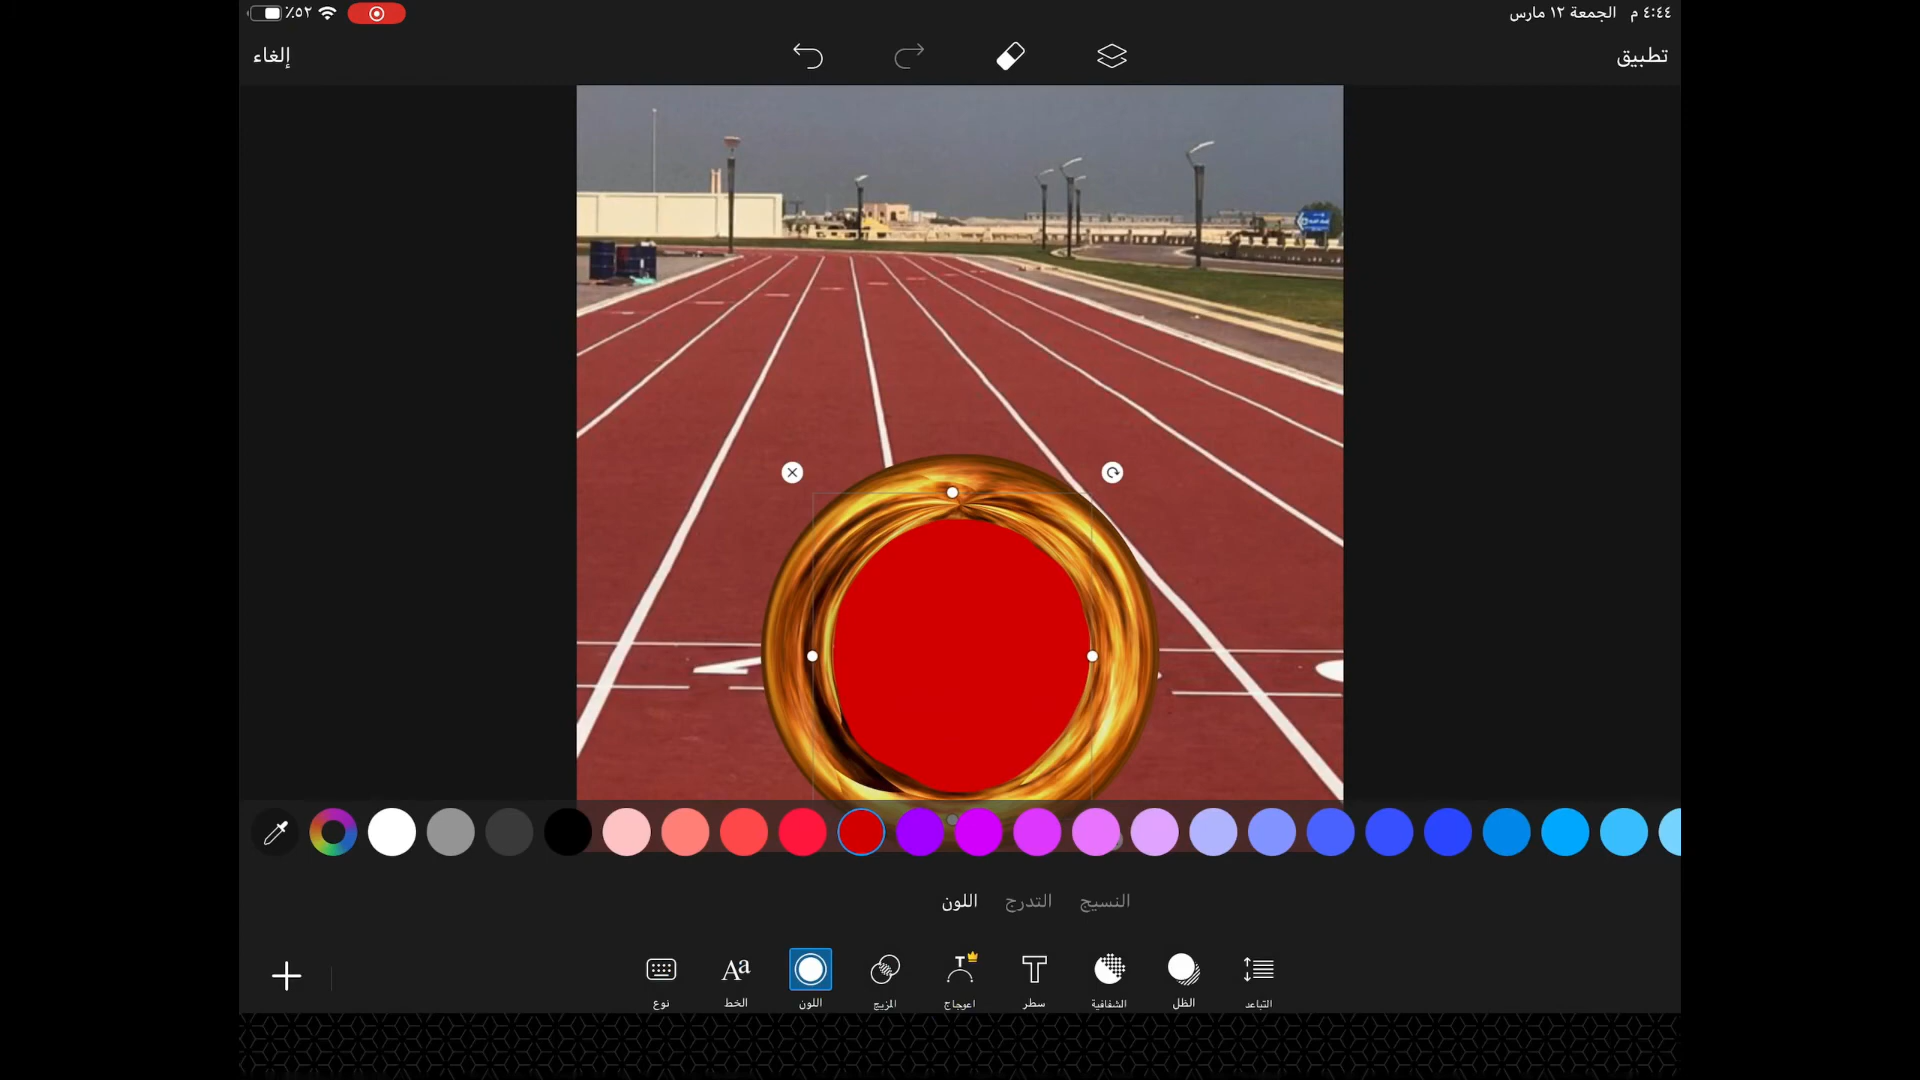 ٤:٤٤ م الجمعة ١٢ مارس
٪٥٢
تطبيق
إلغاء
اللون
التدرج
النسيج
نوع
Aa
الخط
اللون
المزيج
T
اعوجاج
T
سطر
الشفافية
الظل
التباعد